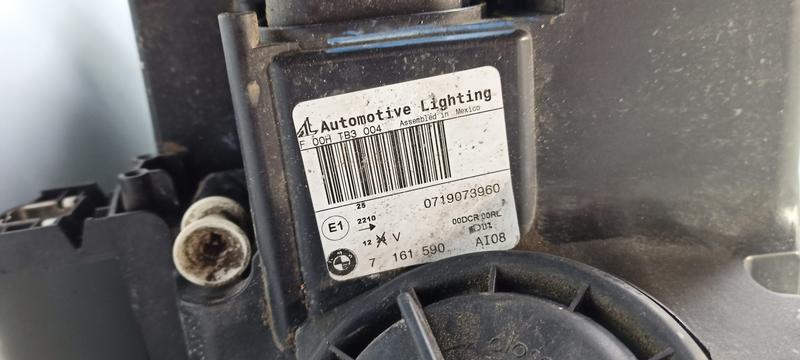 AL Automotive Lighting
Assembled in Mexico
F 00H TB3 004
0719073960
25
E1
2210
00DCR 00RL
12 V
7 161 590
AI08